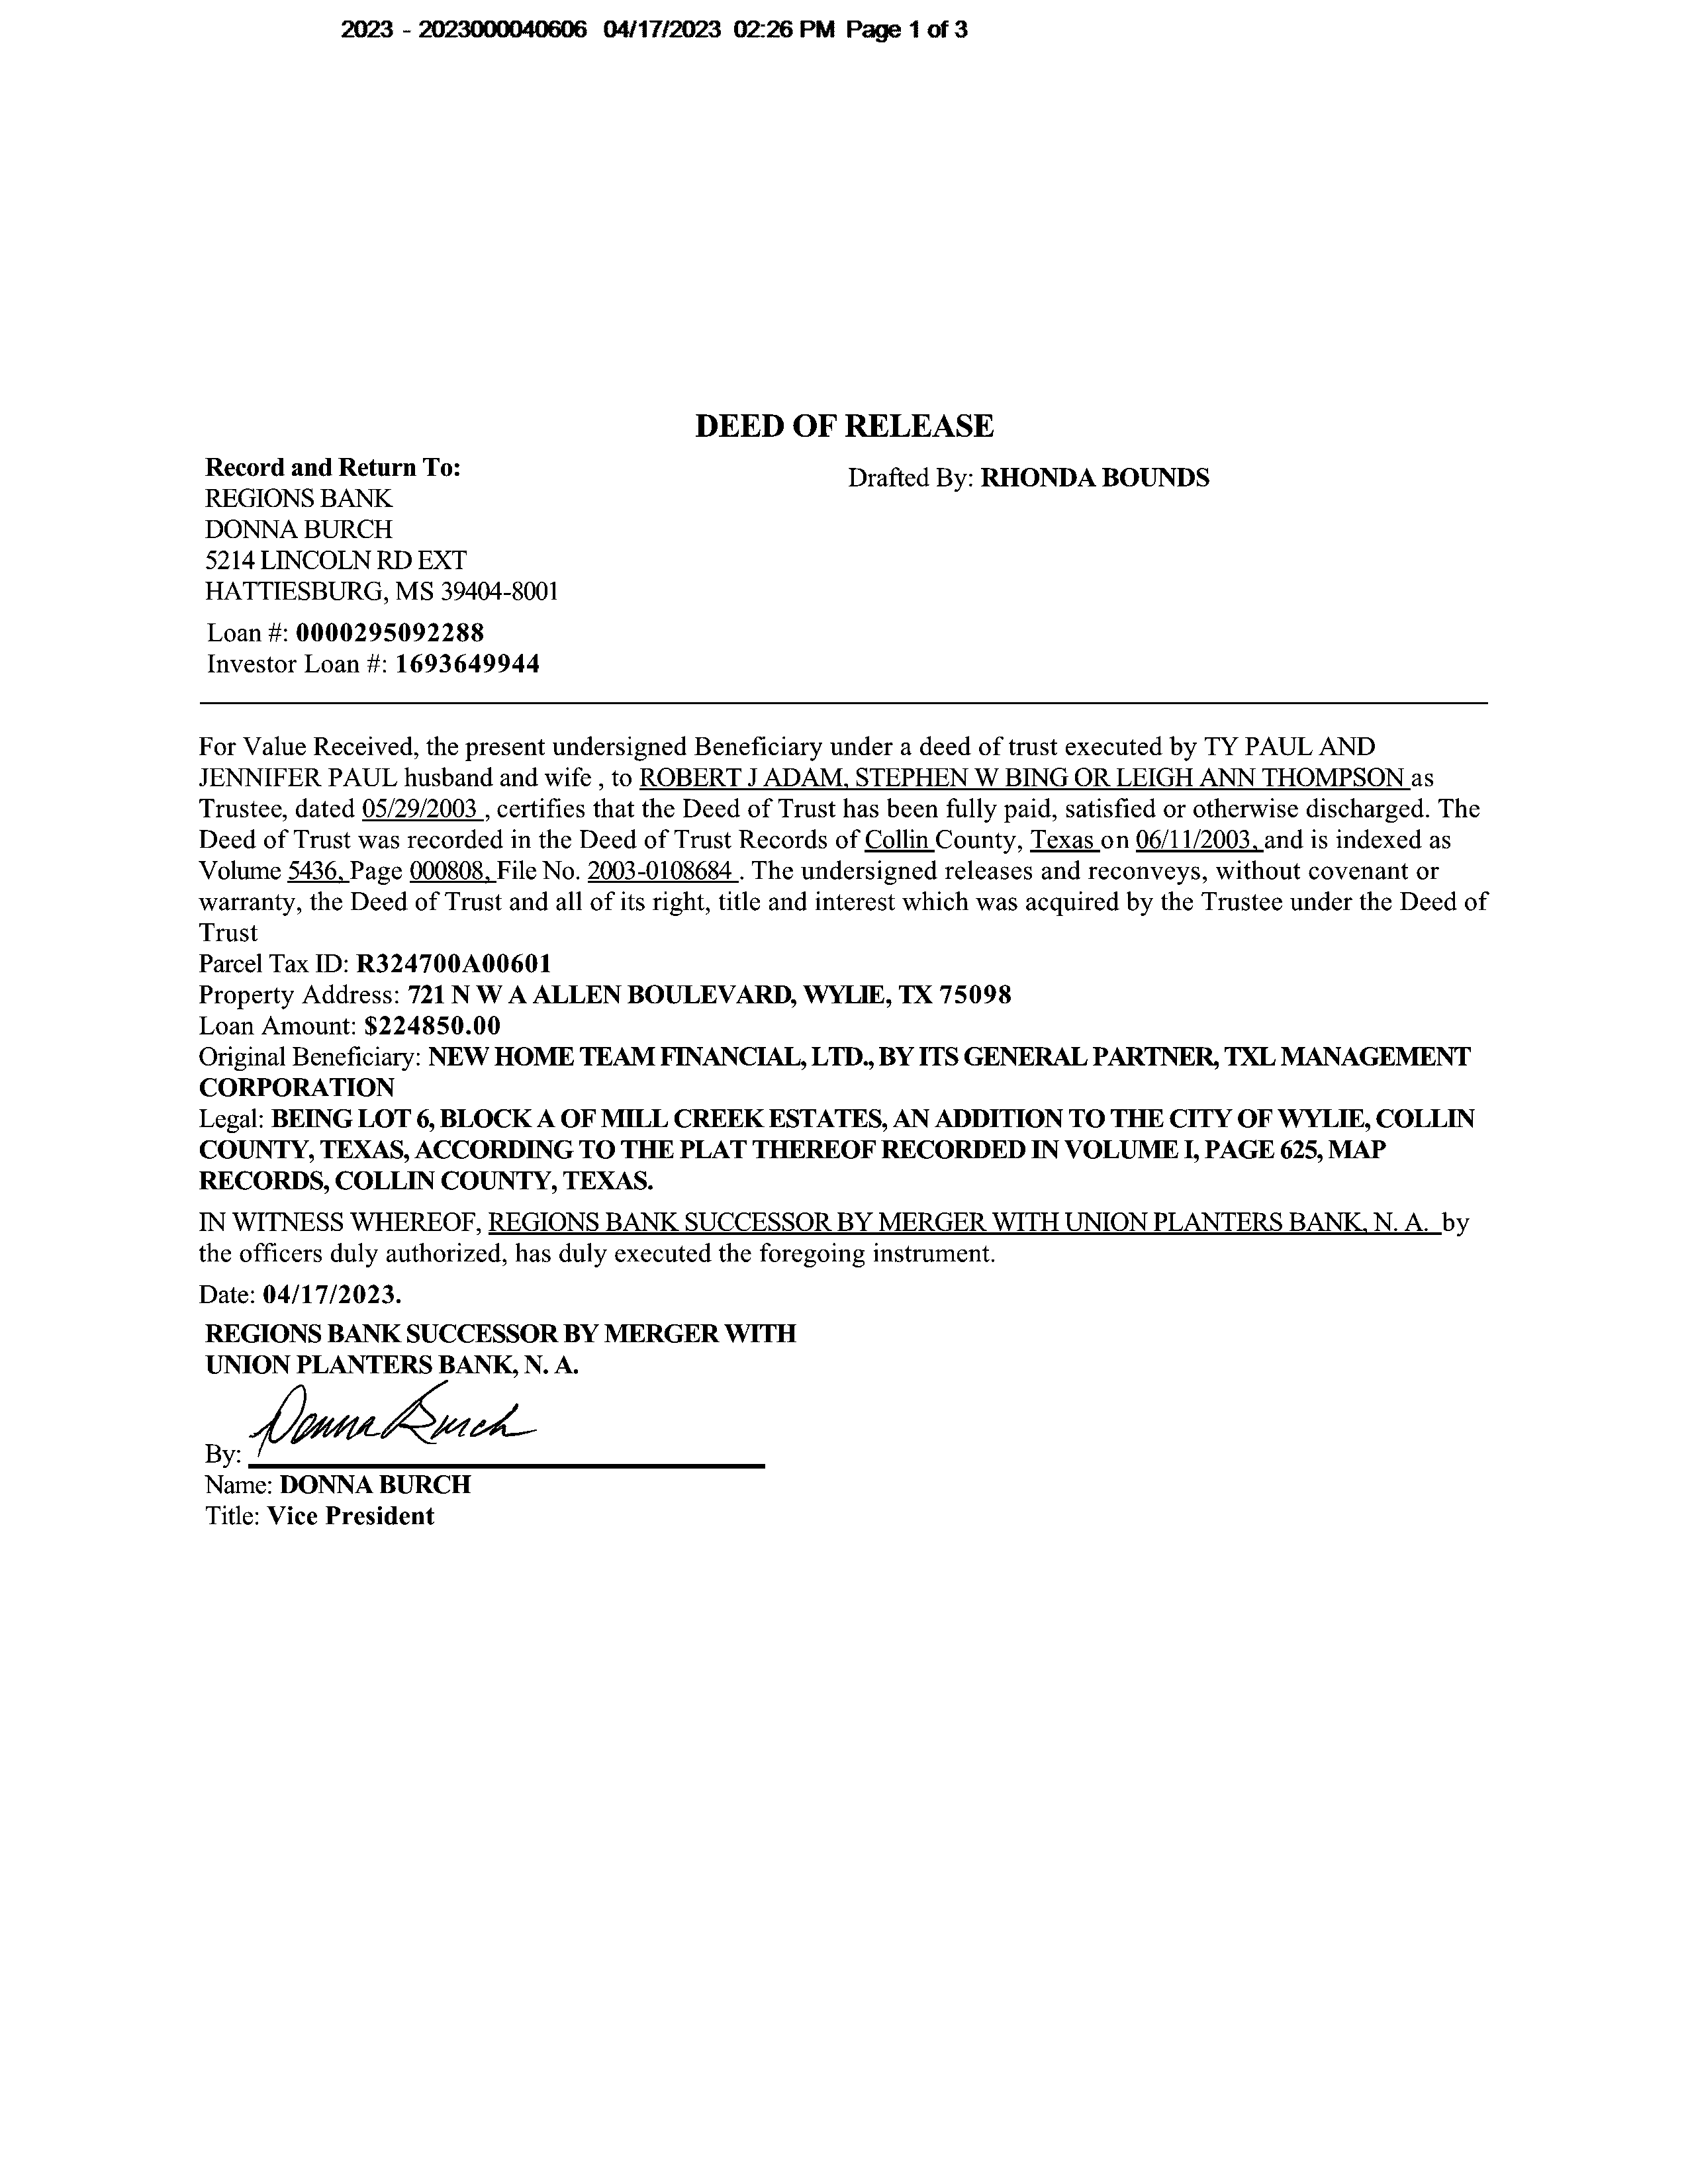 2023 - 2023000040606 04/17/2023 02:26 PM Page 1 of 3
DEED OF RELEASE
Record and Return To:
Drafted By: RHONDA BOUNDS
REGIONS BANK
DONNA BURCH
5214 LINCOLN RD EXT
HATTIESBURG, MS 39404-8001
Loan #: 0000295092288
Investor Loan #: 1693649944
For Value Received, the present undersigned Beneficiary under a deed of trust executed by TY PAUL AND
JENNIFER PAUL husband and wife , to ROBERT J ADAM, STEPHEN W BING OR LEIGH ANN THOMPSON as
Trustee, dated 05/29/2003 , certifies that the Deed of Trust has been fully paid, satisfied or otherwise discharged. The
Deed of Trust was recorded in the Deed of Trust Records of Collin County, Texas on 06/11/2003, and is indexed as
Volume 5436, Page 000808, File No. 2003-0108684 . The undersigned releases and reconveys, without covenant or
warranty, the Deed of Trust and all of its right, title and interest which was acquired by the Trustee under the Deed of
Trust
Parcel Tax ID: R324700A00601
Property Address: 721 N W A ALLEN BOULEVARD, WYLIE, TX 75098
Loan Amount: $224850.00
Original Beneficiary: NEW HOME TEAM FINANCIAL, LTD., BY ITS GENERAL PARTNER, TXL MANAGEMENT
CORPORATION
Legal: BEING LOT 6, BLOCK A OF MILL CREEK ESTATES, AN ADDITION TO THE CITY OF WYLIE, COLLIN
COUNTY, TEXAS, ACCORDING TO THE PLAT THEREOF RECORDED IN VOLUME I, PAGE 625, MAP
RECORDS, COLLIN COUNTY, TEXAS.
IN WITNESS WHEREOF, REGIONS BANK SUCCESSOR BY MERGER WITH UNION PLANTERS BANK, N. A. by
the officers duly authorized, has duly executed the foregoing instrument.
Date: 04/17/2023.
REGIONS BANK SUCCESSOR BY MERGER WITH
UNION PLANTERS BANK, N. A.
Donna Burch
By:
Name: DONNA BURCH
Title: Vice President